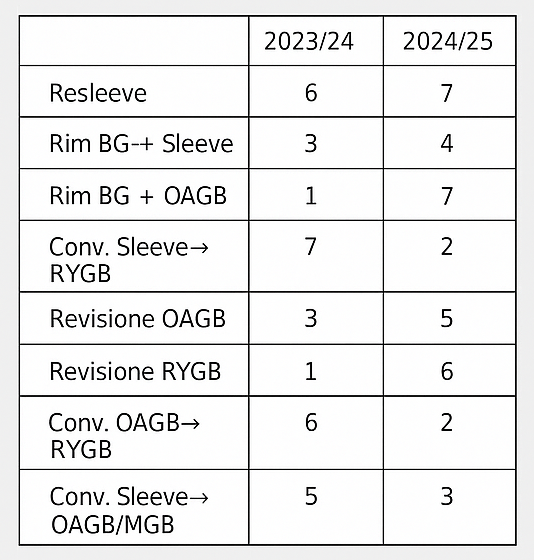 2023/24 2024/25
Resleeve 6 7
Rim BG-+ Sleeve 3 4
Rim BG + OAGB 1 7
Conv. Sleeve→ 7 2
RYGB
Revisione OAGB 3 5
Revisione RYGB 1 6
Conv. OAGB→ 6 2
RYGB
Conv. Sleeve→ 5 3
OAGB/MGB